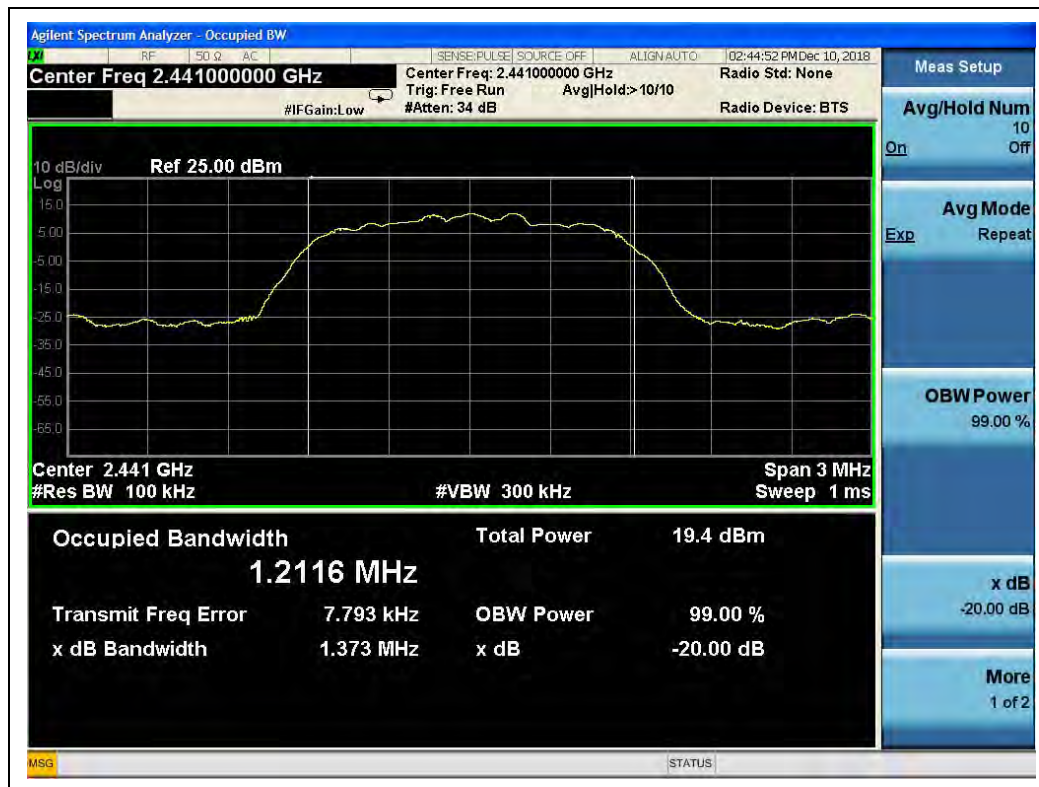 Agilent Spectrum Analyzer - Occupied BW
LXI RF 50 Ω AC SENSE:PULSE SOURCE OFF ALIGNAUTO 02:44:52 PM Dec 10, 2018
Center Freq 2.441000000 GHz
Center Freq: 2.441000000 GHz Radio Std: None
Trig: Free Run Avg|Hold:>10/10
#IFGain:Low #Atten: 34 dB Radio Device: BTS
10 dB/div Ref 25.00 dBm
Log
15.0
5.00
-5.00
-15.0
-25.0
-35.0
-45.0
-55.0
-65.0
Center 2.441 GHz Span 3 MHz
#Res BW 100 kHz #VBW 300 kHz Sweep 1 ms
Occupied Bandwidth Total Power 19.4 dBm
1.2116 MHz
Transmit Freq Error 7.793 kHz OBW Power 99.00 %
x dB Bandwidth 1.373 MHz x dB -20.00 dB
Meas Setup
Avg/Hold Num
10
On Off
Avg Mode
Exp Repeat
OBW Power
99.00 %
x dB
-20.00 dB
More
1 of 2
MSG STATUS